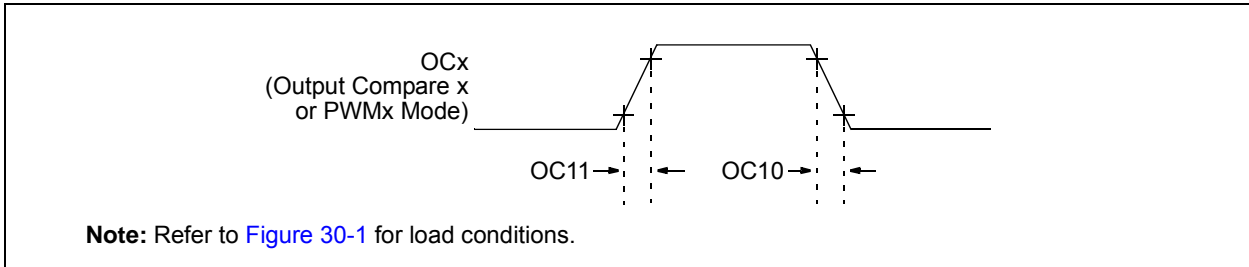 OCx
(Output Compare x
or PWMx Mode)
OC11
OC10
Note: Refer to Figure 30-1 for load conditions.